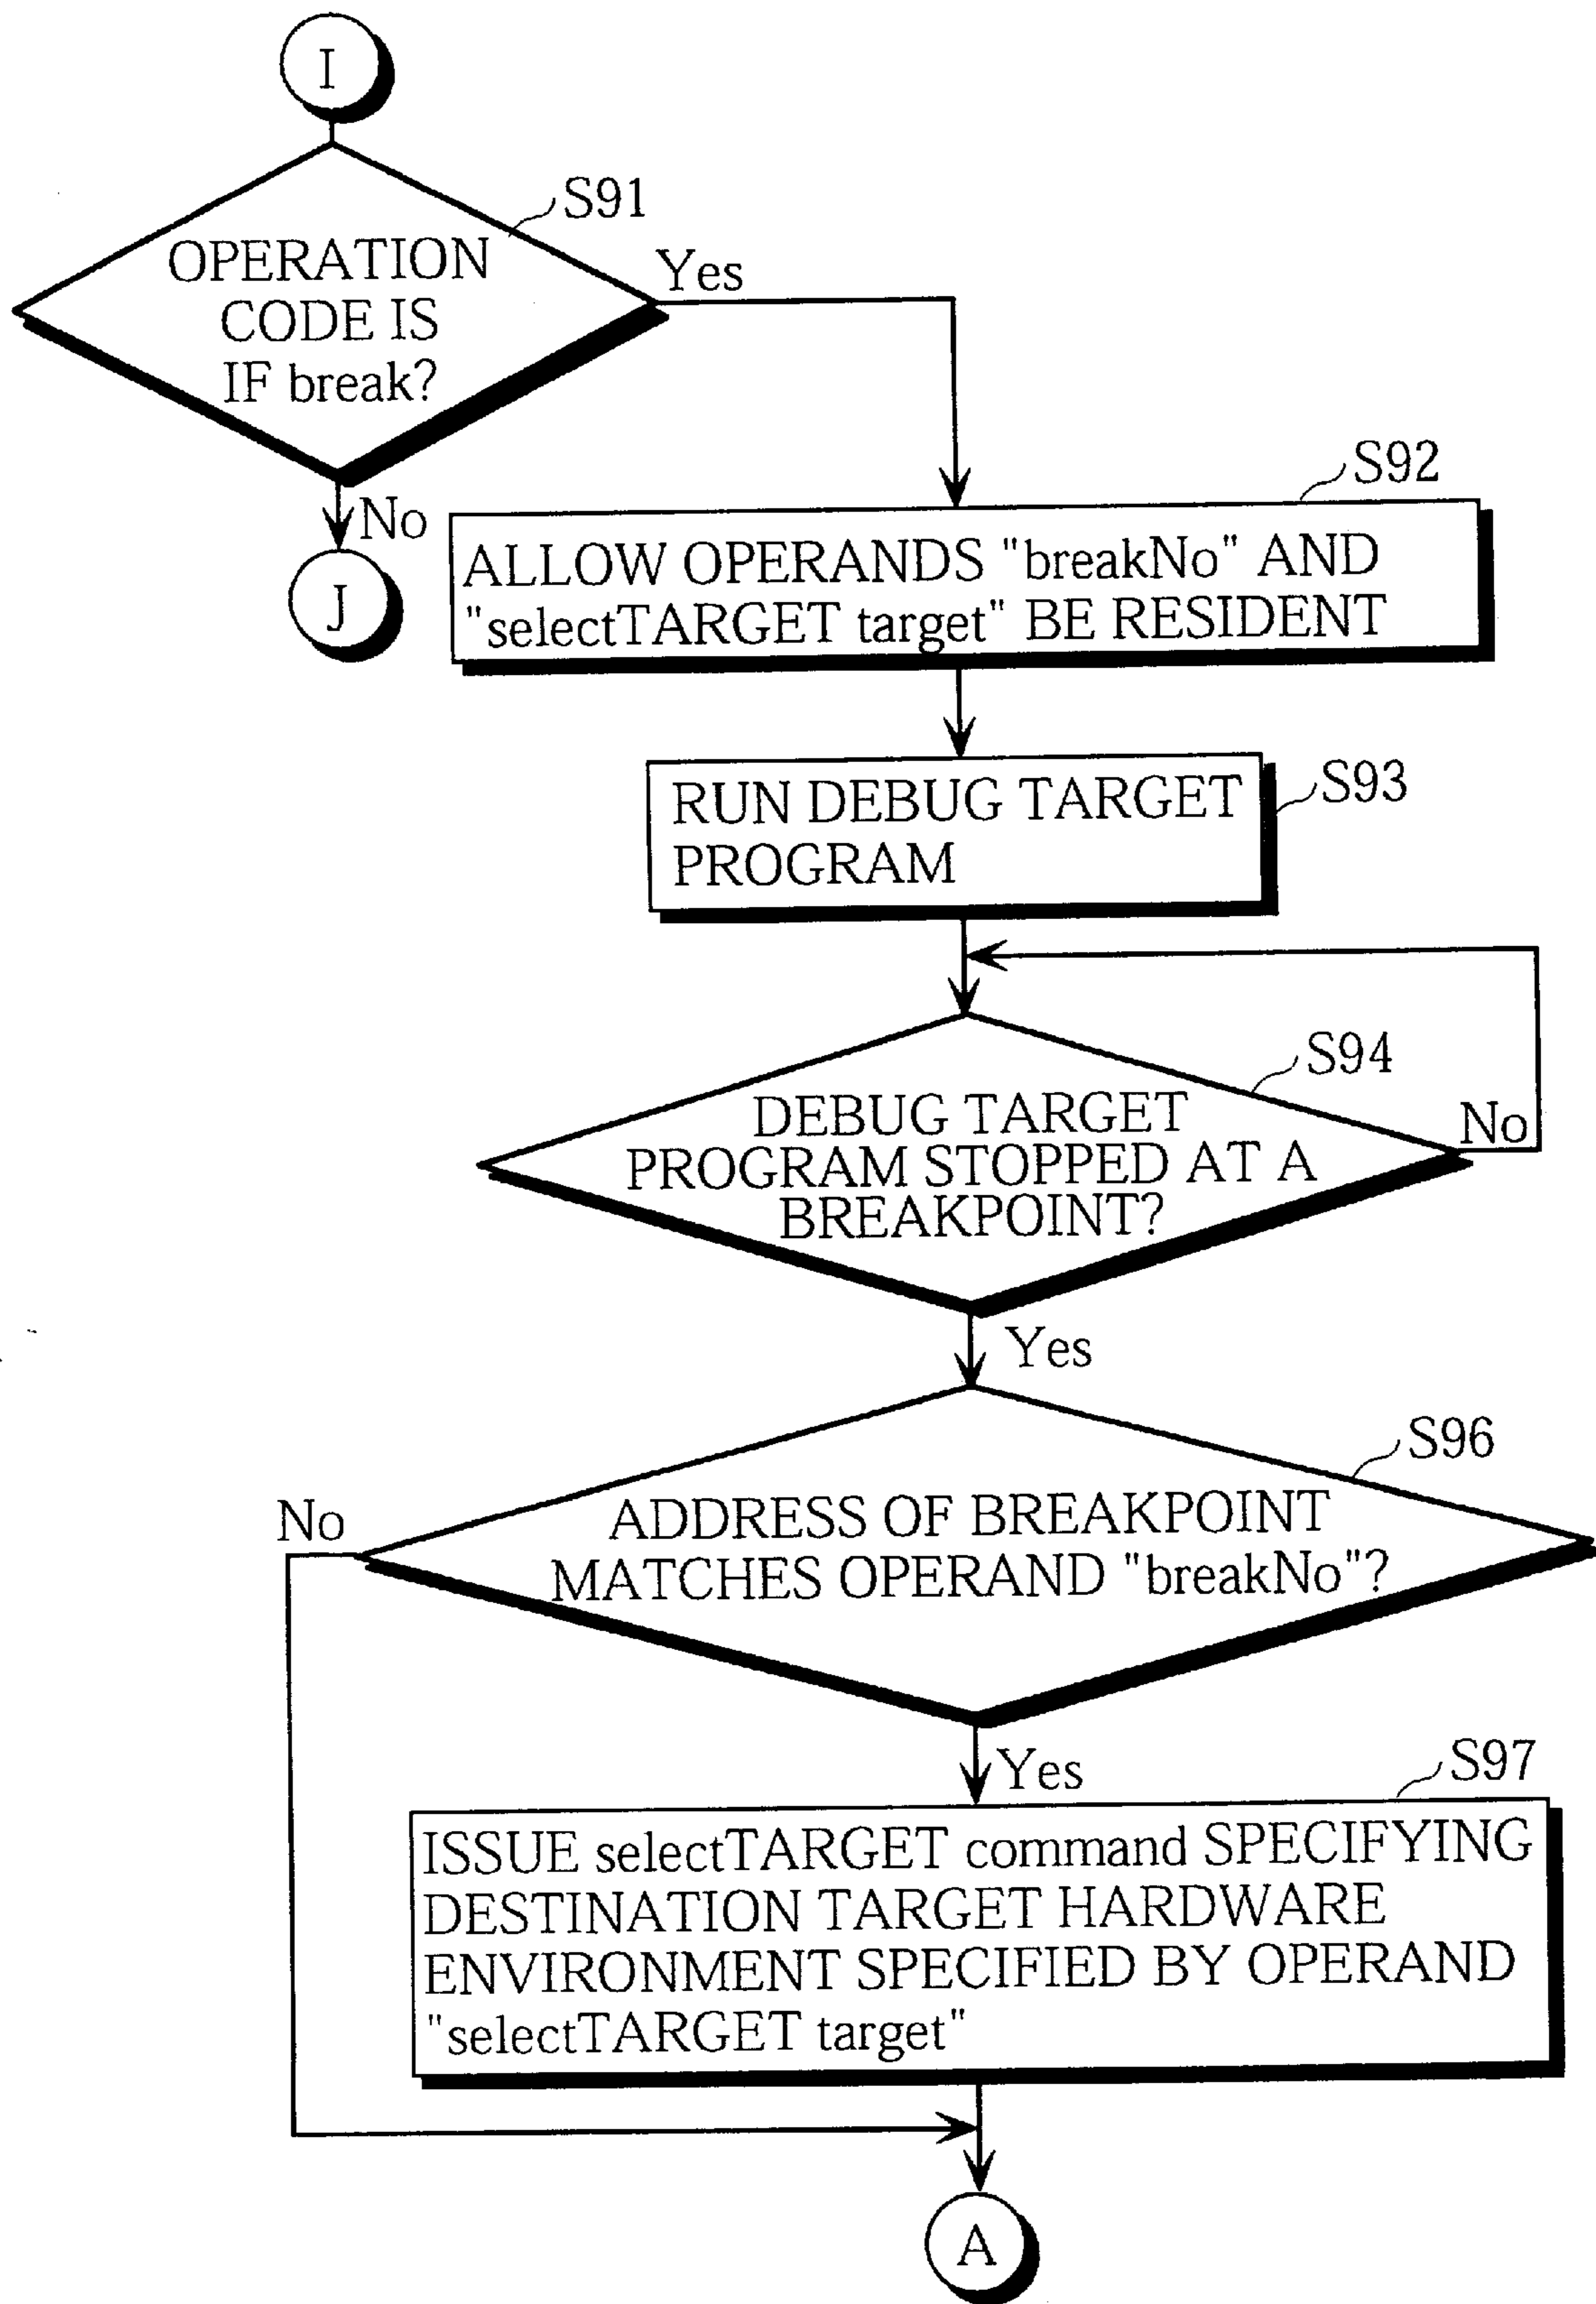 I
S91
OPERATION
CODE IS
IF break?
Yes
No
J
S92
ALLOW OPERANDS "breakNo" AND
"selectTARGET target" BE RESIDENT
S93
RUN DEBUG TARGET
PROGRAM
S94
DEBUG TARGET
PROGRAM STOPPED AT A
BREAKPOINT?
No
Yes
S96
No
ADDRESS OF BREAKPOINT
MATCHES OPERAND "breakNo"?
Yes
S97
ISSUE selectTARGET command SPECIFYING
DESTINATION TARGET HARDWARE
ENVIRONMENT SPECIFIED BY OPERAND
"selectTARGET target"
A